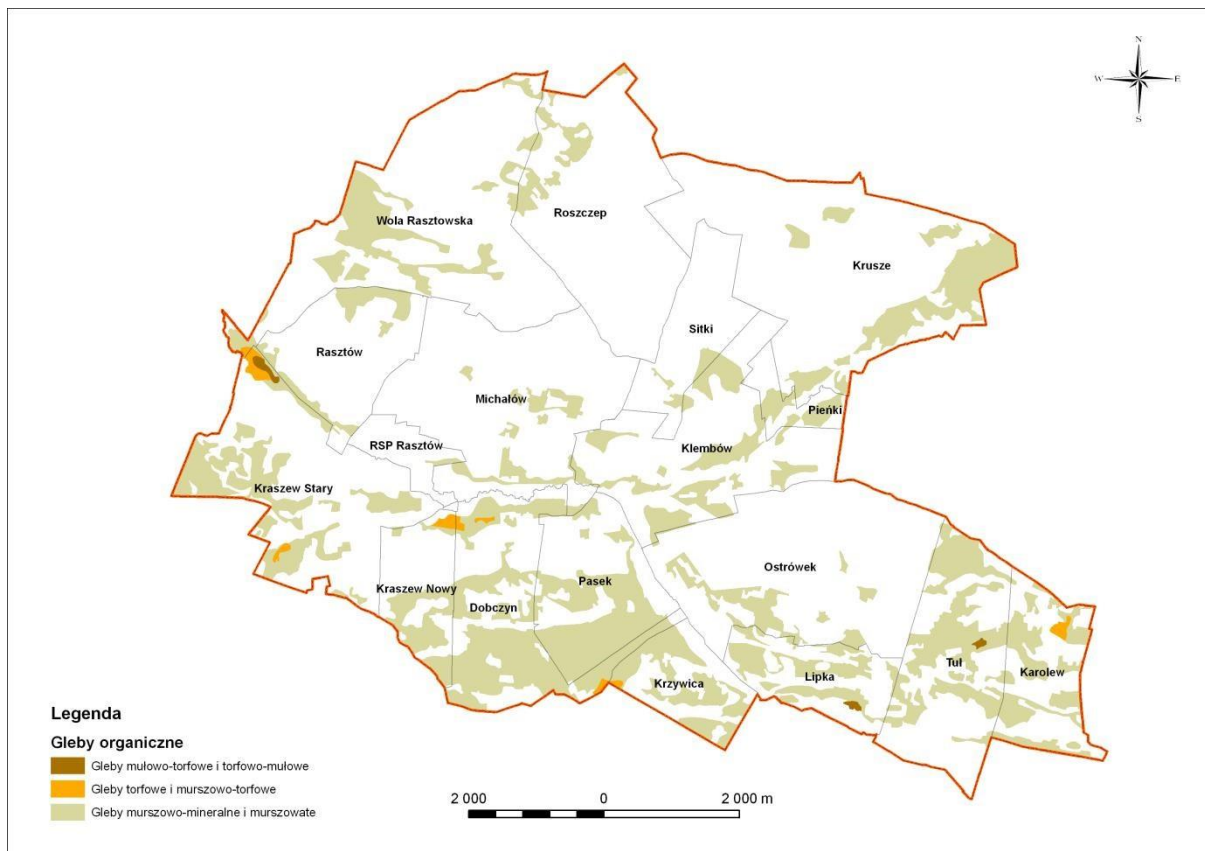 N
W
E
S
Wola Rasztowska
Roszczep
Krusze
Sitki
Rasztów
Michałów
Pieńki
RSP Rasztów
Klembów
Kraszew Stary
Ostrówek
Kraszew Nowy
Pasek
Dobczyn
Tuł
Karolew
Lipka
Krzywica
Legenda
Gleby organiczne
Gleby mułowo-torfowe i torfowo-mułowe
Gleby torfowe i murszowo-torfowe
Gleby murszowo-mineralne i murszowate
2 000 0 2 000 m